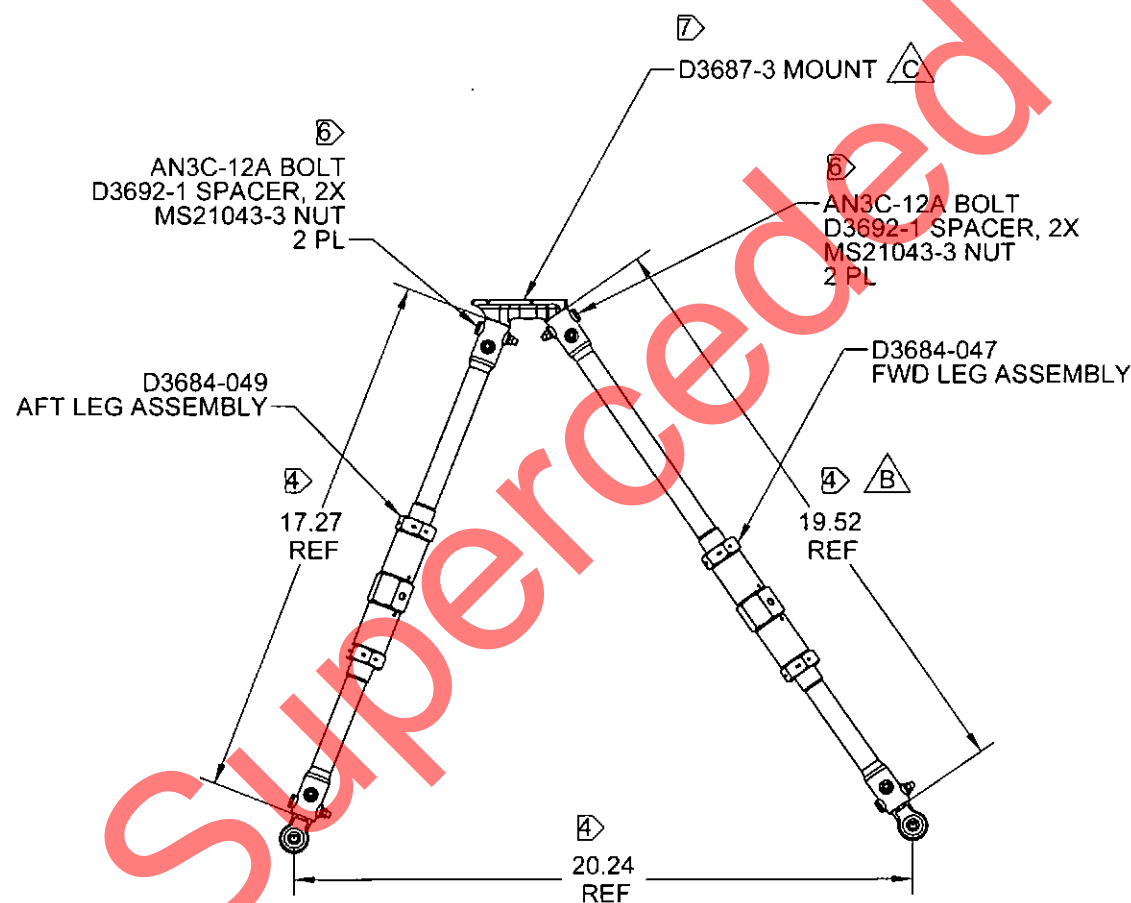 7
D3687-3 MOUNT C
6
AN3C-12A BOLT
D3692-1 SPACER, 2X
MS21043-3 NUT
2 PL
6
AN3C-12A BOLT
D3692-1 SPACER, 2X
MS21043-3 NUT
2 PL
D3684-049
AFT LEG ASSEMBLY
D3684-047
FWD LEG ASSEMBLY
4
17.27
REF
4 B
19.52
REF
4
20.24
REF
Superceded